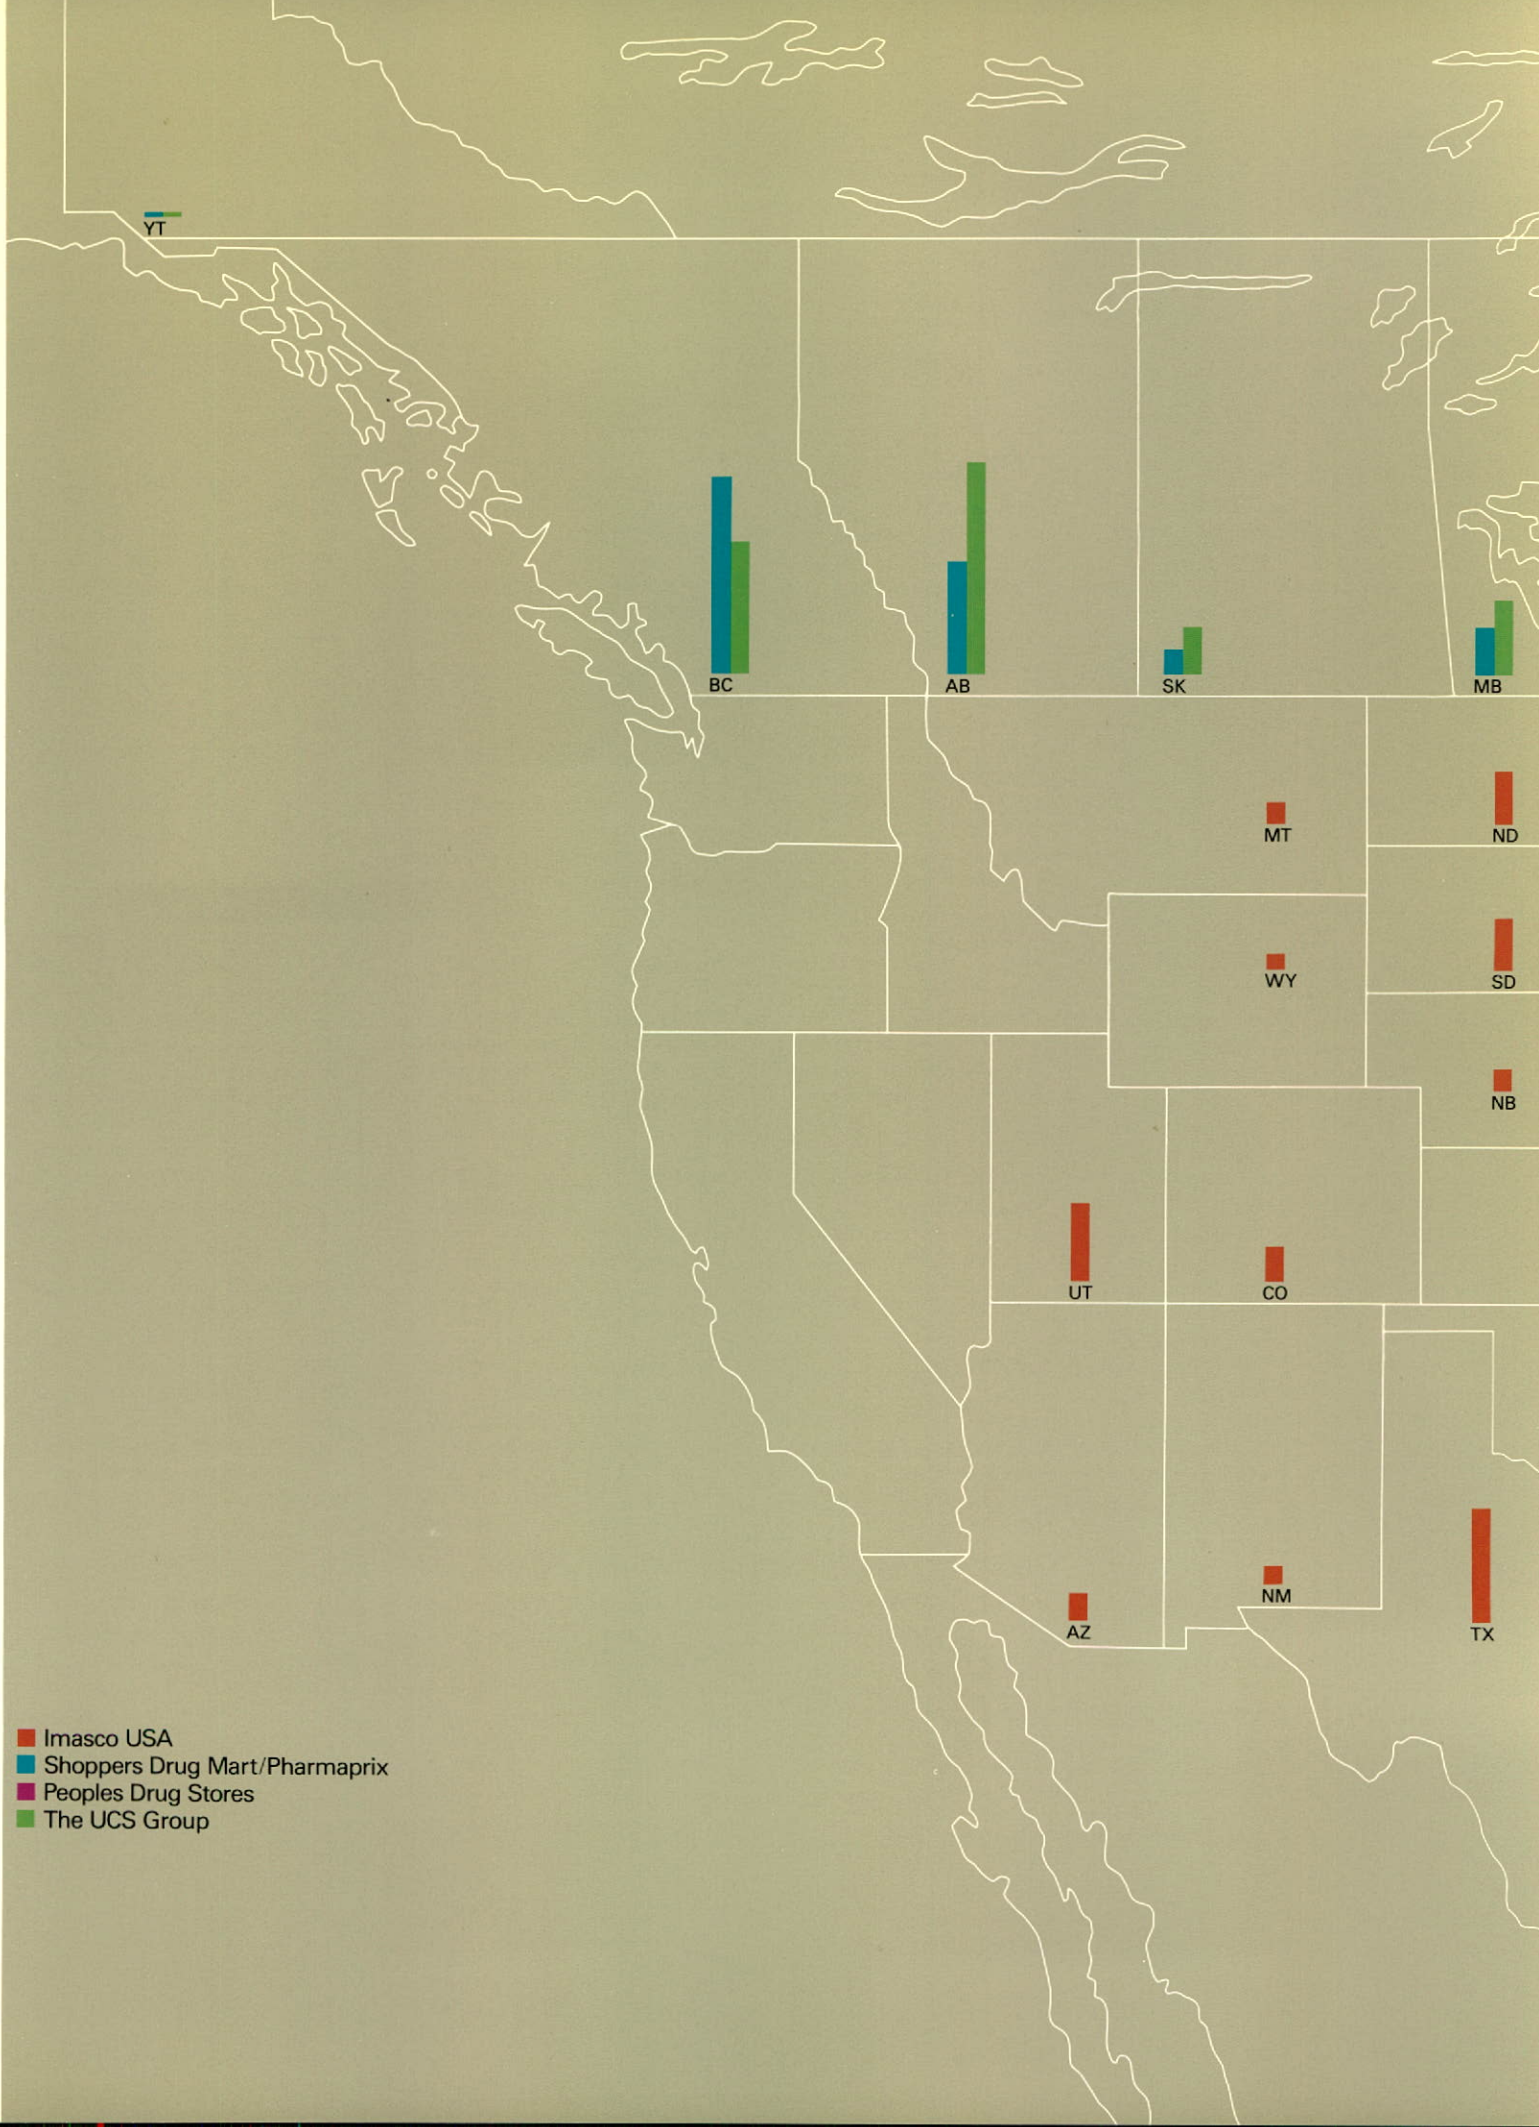 YT
BC
AB
SK
MB
MT
ND
WY
SD
NB
UT
CO
NM
AZ
TX
Imasco USA
Shoppers Drug Mart/Pharmaprix
Peoples Drug Stores
The UCS Group